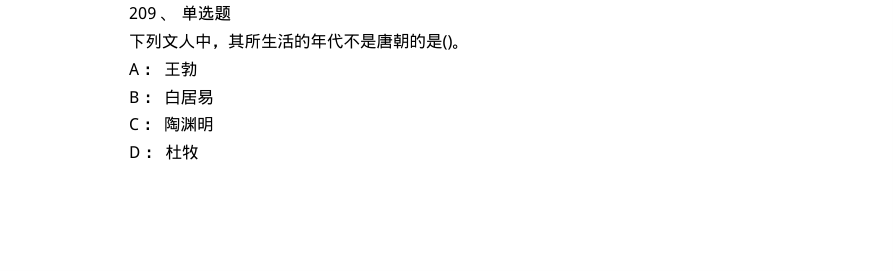 209 、 单选题
下列文人中，其所生活的年代不是唐朝的是()。
A ： 王勃
B ： 白居易
C ： 陶渊明
D ： 杜牧